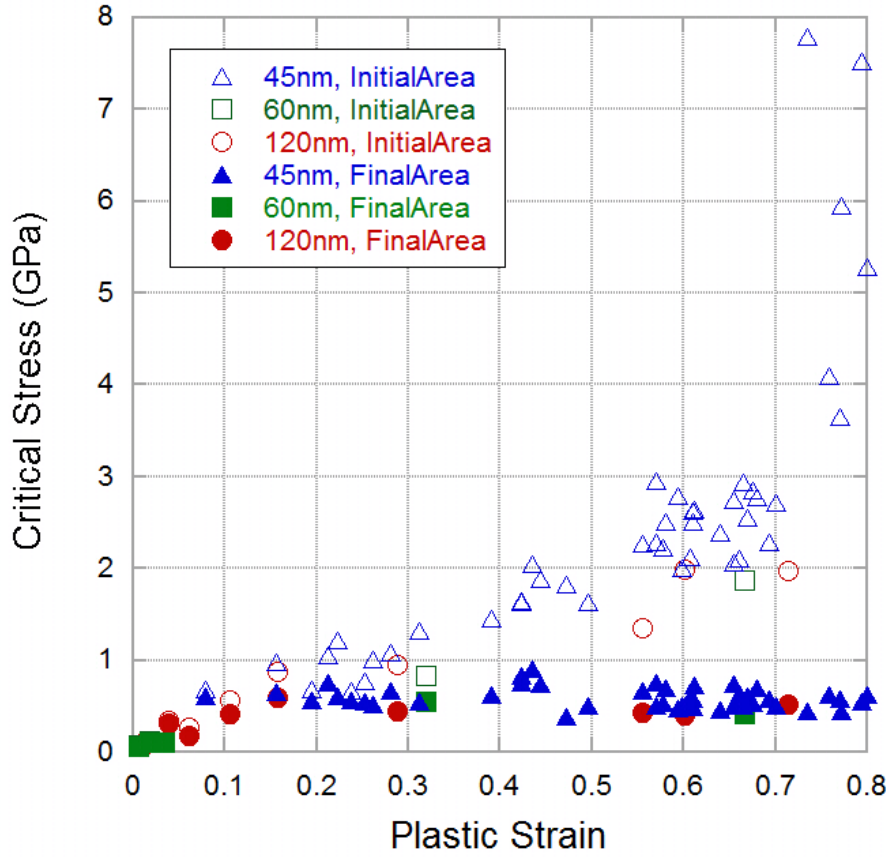 8
7
6
5
4
3
2
1
0
Critical Stress (GPa)
45nm, InitialArea
60nm, InitialArea
120nm, InitialArea
45nm, FinalArea
60nm, FinalArea
120nm, FinalArea
0 0.1 0.2 0.3 0.4 0.5 0.6 0.7 0.8
Plastic Strain